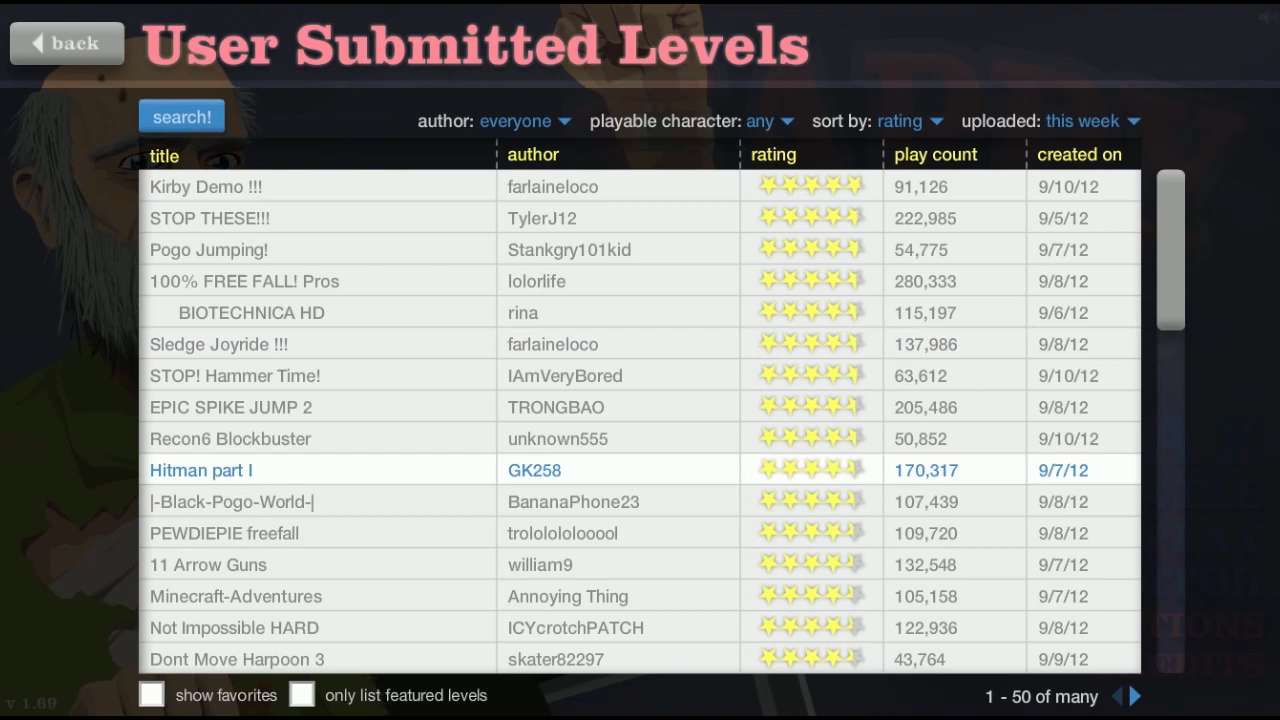 back
User Submitted Levels
search!
author: everyone playable character: any sort by: rating uploaded: this week
title author rating play count created on
Kirby Demo !!! farlaineloco 91,126 9/10/12
STOP THESE!!! TylerJ12 222,985 9/5/12
Pogo Jumping! Stankgry101kid 54,775 9/7/12
100% FREE FALL! Pros lolorlife 280,333 9/8/12
BIOTECHNICA HD rina 115,197 9/6/12
Sledge Joyride !!! farlaineloco 137,986 9/8/12
STOP! Hammer Time! IAmVeryBored 63,612 9/10/12
EPIC SPIKE JUMP 2 TRONGBAO 205,486 9/8/12
Recon6 Blockbuster unknown555 50,852 9/10/12
Hitman part I GK258 170,317 9/7/12
|-Black-Pogo-World-| BananaPhone23 107,439 9/8/12
PEWDIEPIE freefall trololololoool 109,720 9/8/12
11 Arrow Guns william9 132,548 9/7/12
Minecraft-Adventures Annoying Thing 105,158 9/7/12
Not Impossible HARD ICYcrotchPATCH 122,936 9/8/12
Dont Move Harpoon 3 skater82297 43,764 9/9/12
show favorites only list featured levels 1 - 50 of many
v 1.69